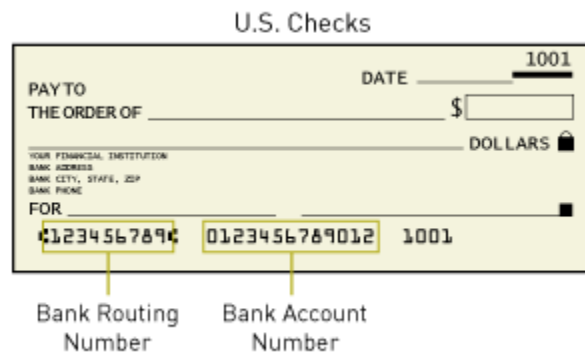 U.S. Checks
1001
DATE
PAY TO
THE ORDER OF $
DOLLARS
YOUR FINANCIAL INSTITUTION
BANK ADDRESS
BANK CITY, STATE, ZIP
BANK PHONE
FOR
⑆123456789⑆ 0123456789012 1001
Bank Routing Bank Account
Number Number